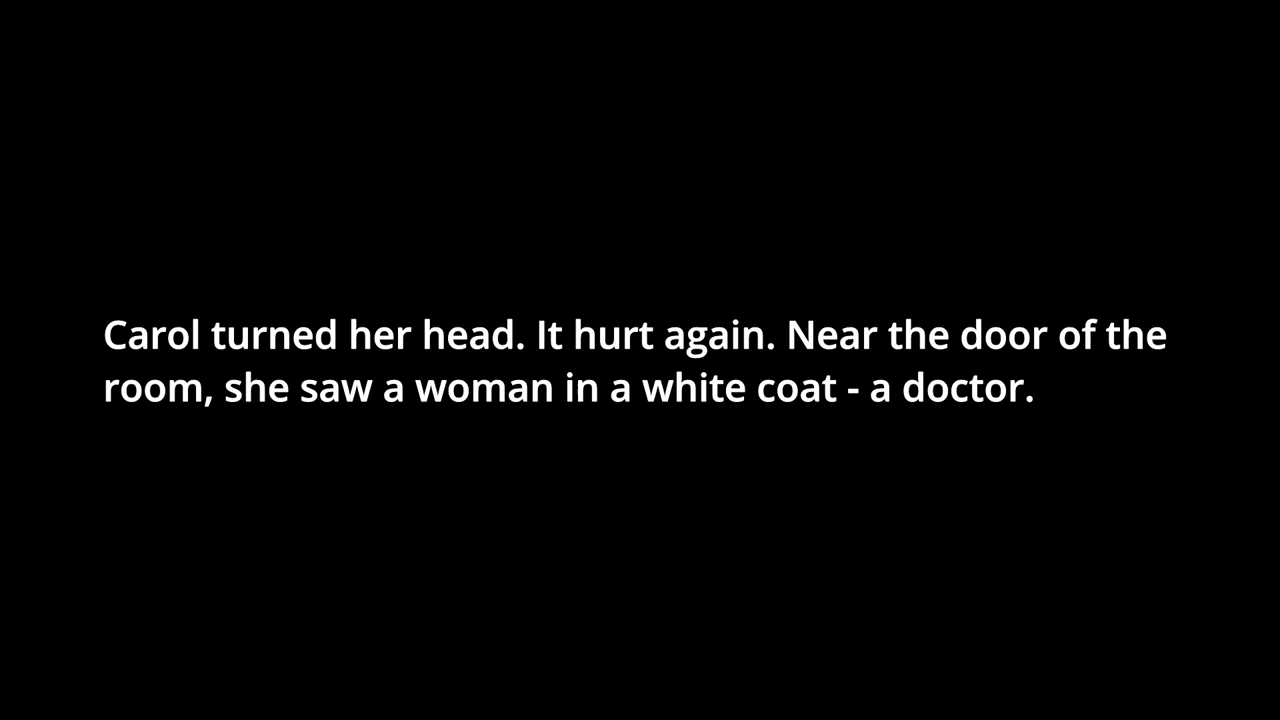 Carol turned her head. It hurt again. Near the door of the
room, she saw a woman in a white coat - a doctor.